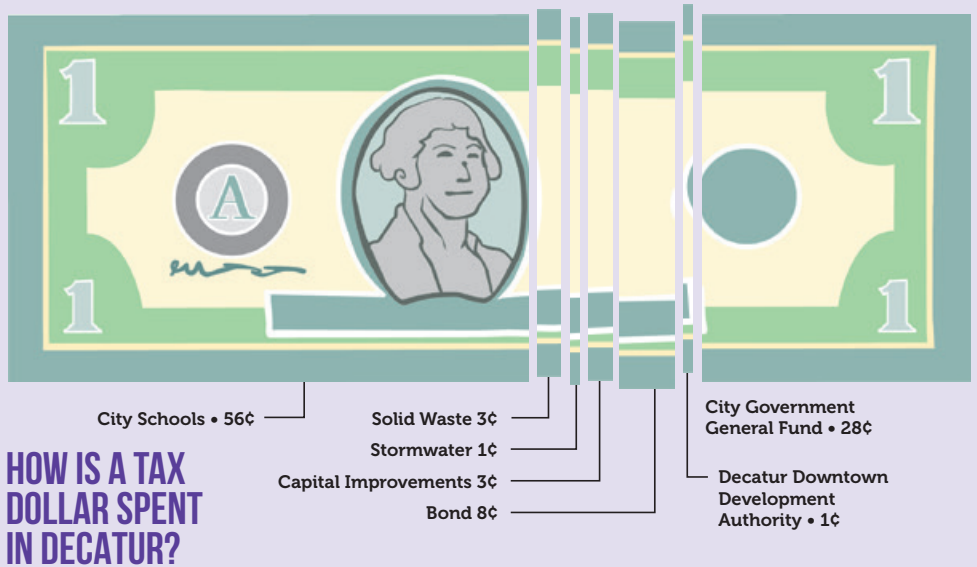 1
1
A
1
1
City Schools • 56¢
Solid Waste 3¢
Stormwater 1¢
Capital Improvements 3¢
Bond 8¢
City Government
General Fund • 28¢
Decatur Downtown
Development
Authority • 1¢
HOW IS A TAX
DOLLAR SPENT
IN DECATUR?